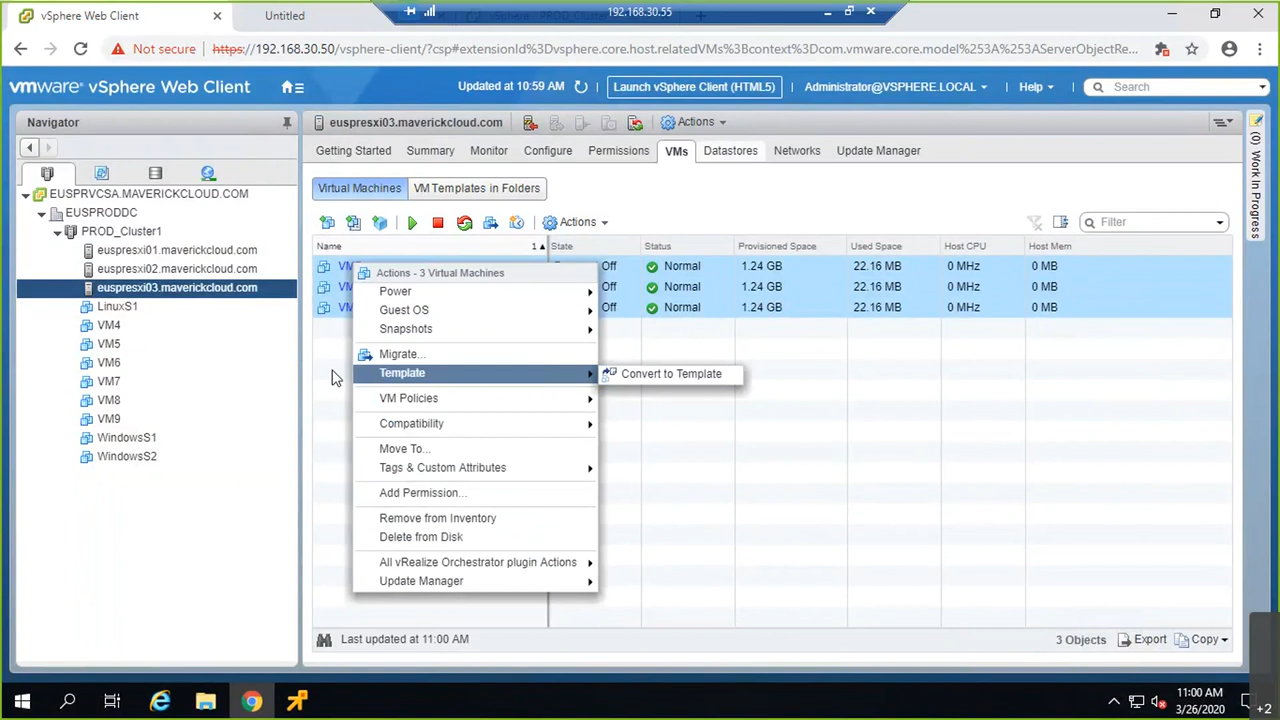 vSphere Web Client
Untitled
192.168.30.55
Not secure
https://192.168.30.50/vsphere-client/?csp#extensionId%3Dvsphere.core.host.relatedVMs%3Bcontext%3Dcom.vmware.core.model%253A%253AServerObjectRe...
vmware® vSphere Web Client
Updated at 10:59 AM
Launch vSphere Client (HTML5)
Administrator@VSPHERE.LOCAL
Help
Search
Navigator
euspresxi03.maverickcloud.com
Actions
Getting Started Summary Monitor Configure Permissions VMs Datastores Networks Update Manager
(0) Work In Progress
EUSPRVCSA.MAVERICKCLOUD.COM
EUSPRODDC
PROD_Cluster1
euspresxi01.maverickcloud.com
euspresxi02.maverickcloud.com
euspresxi03.maverickcloud.com
LinuxS1
VM4
VM5
VM6
VM7
VM8
VM9
WindowsS1
WindowsS2
Virtual Machines VM Templates in Folders
Actions
Filter
Name 1 State Status Provisioned Space Used Space Host CPU Host Mem
Off Normal 1.24 GB 22.16 MB 0 MHz 0 MB
Off Normal 1.24 GB 22.16 MB 0 MHz 0 MB
Off Normal 1.24 GB 22.16 MB 0 MHz 0 MB
Actions - 3 Virtual Machines
Power
Guest OS
Snapshots
Migrate...
Template
Convert to Template
VM Policies
Compatibility
Move To...
Tags & Custom Attributes
Add Permission...
Remove from Inventory
Delete from Disk
All vRealize Orchestrator plugin Actions
Update Manager
Last updated at 11:00 AM
3 Objects
Export
Copy
11:00 AM
3/26/2020
+2